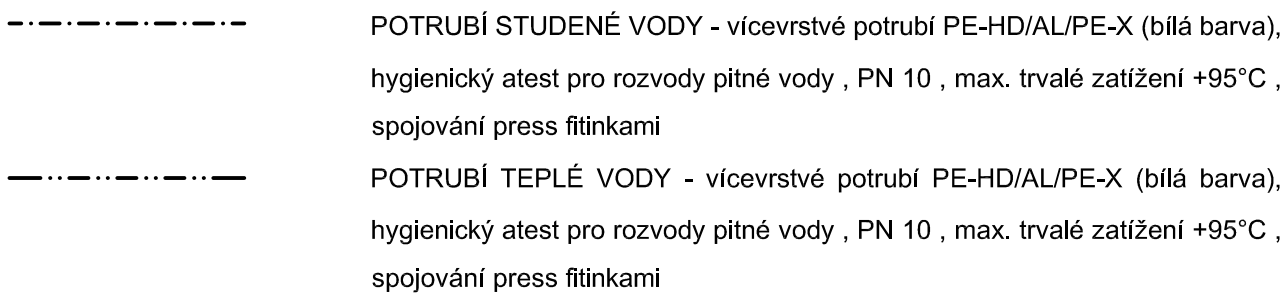 POTRUBÍ STUDENÉ VODY - vícevrstvé potrubí PE-HD/AL/PE-X (bílá barva),
hygienický atest pro rozvody pitné vody , PN 10 , max. trvalé zatížení +95°C ,
spojování press fitinkami
POTRUBÍ TEPLÉ VODY - vícevrstvé potrubí PE-HD/AL/PE-X (bílá barva),
hygienický atest pro rozvody pitné vody , PN 10 , max. trvalé zatížení +95°C ,
spojování press fitinkami